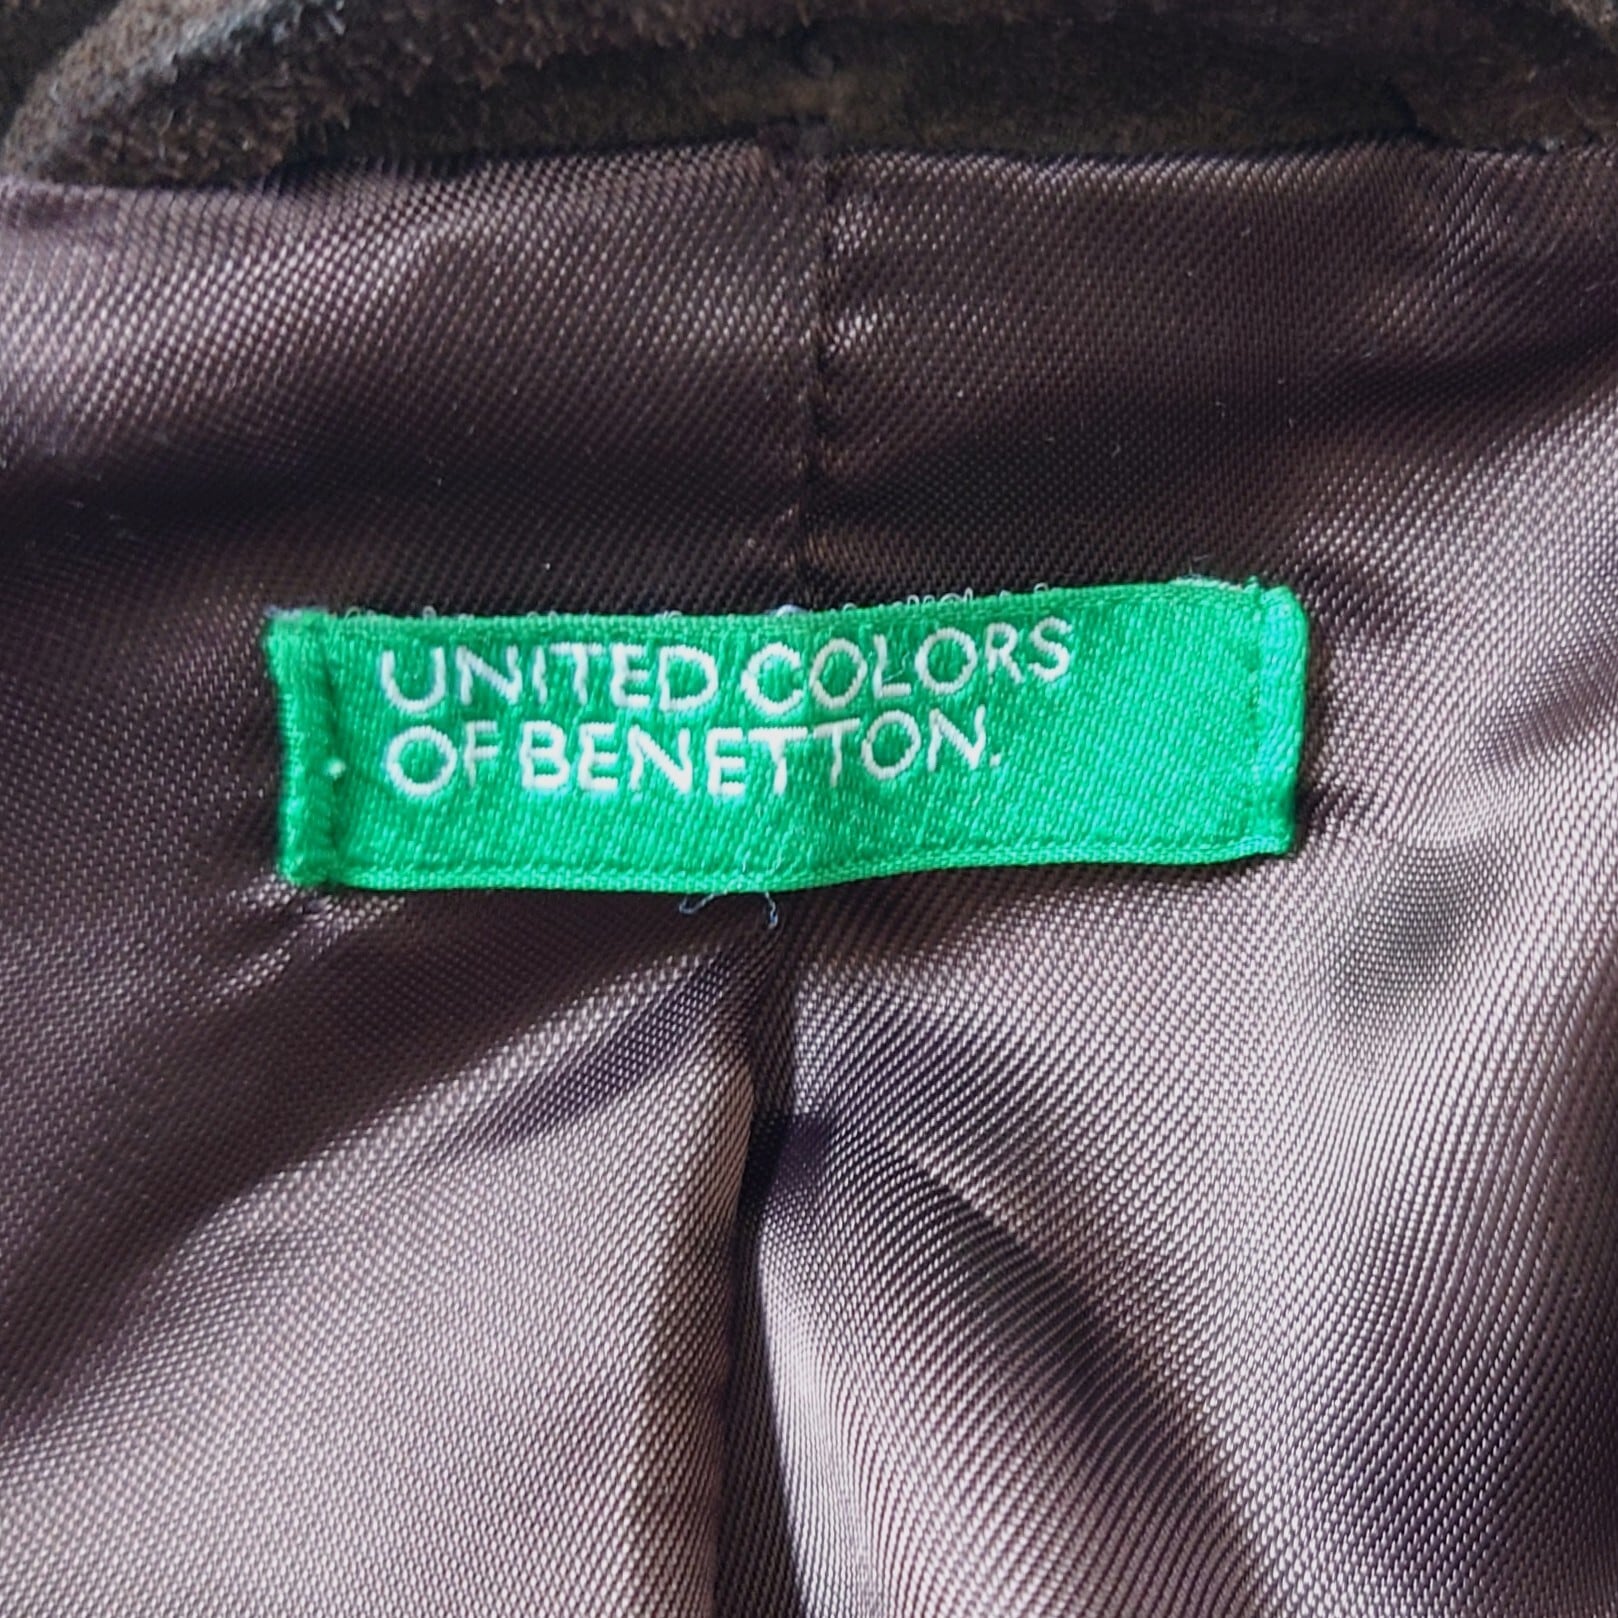 UNITED COLORS
OF BENETTON.